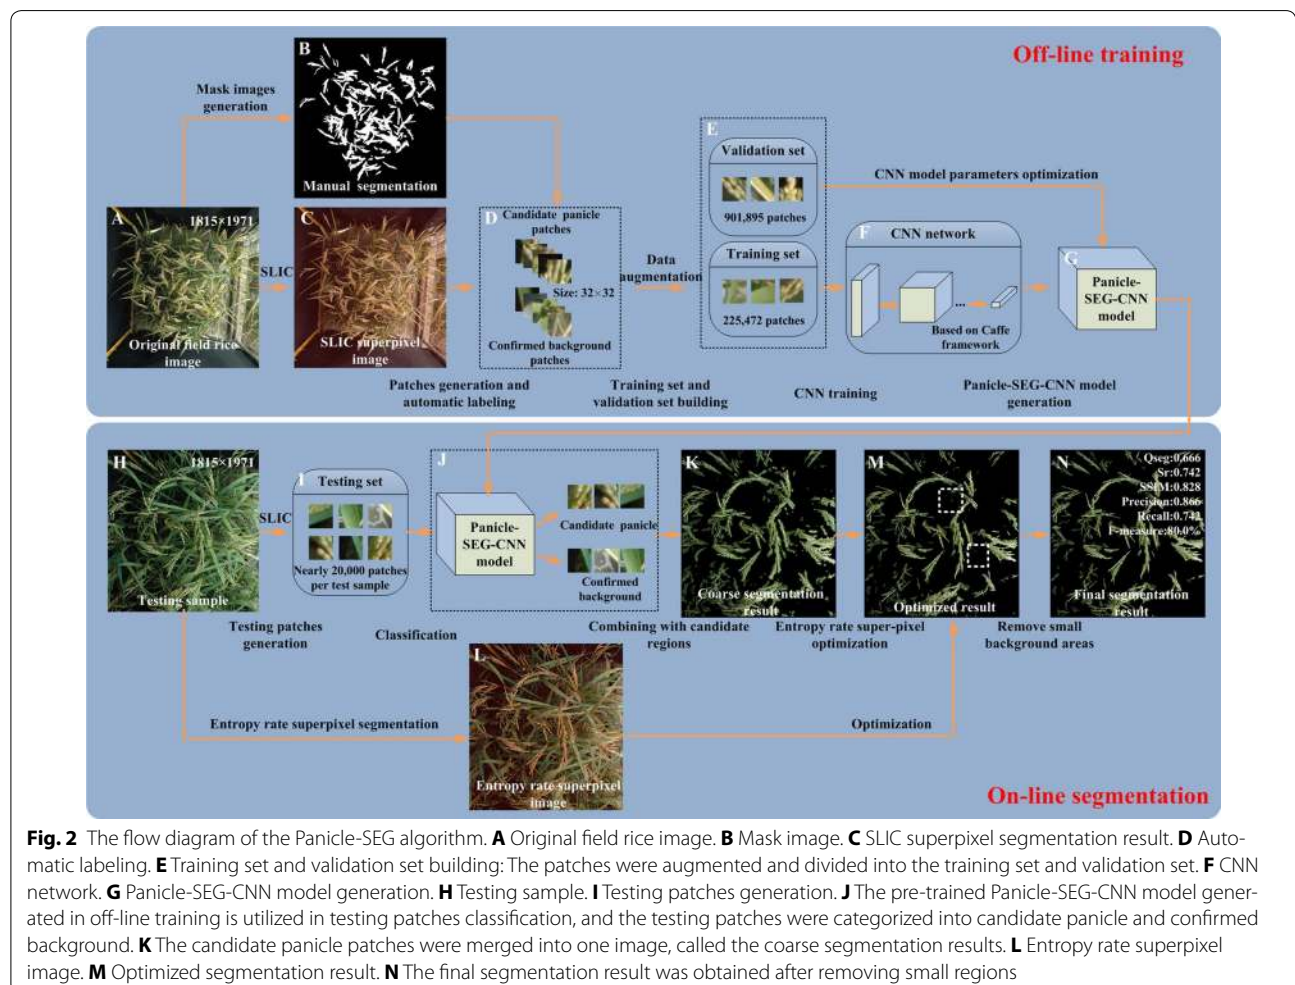 Off-line training
B
Mask images
generation
Manual segmentation
A
1815×1971
Original field rice
image
SLIC
C
SLIC superpixel
image
D
Candidate panicle
patches
Size: 32×32
Confirmed background
patches
Data
augmentation
E
Validation set
901,895 patches
Training set
225,472 patches
CNN model parameters optimization
F
CNN network
...
Based on Caffe
framework
G
Panicle-
SEG-CNN
model
Patches generation and
automatic labeling
Training set and
validation set building
CNN training
Panicle-SEG-CNN model
generation
H
1815×1971
Testing sample
SLIC
I
Testing set
Nearly 20,000 patches
per test sample
J
Panicle-
SEG-CNN
model
Candidate panicle
Confirmed
background
K
Coarse segmentation
result
M
Optimized result
N
Qseg:0.666
Sr:0.742
SSIM:0.828
Precision:0.866
Recall:0.742
F-measure:80.0%
Final segmentation
result
Testing patches
generation
Classification
Combining with candidate
regions
Entropy rate super-pixel
optimization
Remove small
background areas
L
Entropy rate superpixel segmentation
Entropy rate superpixel
image
Optimization
On-line segmentation
Fig. 2 The flow diagram of the Panicle-SEG algorithm. A Original field rice image. B Mask image. C SLIC superpixel segmentation result. D Auto-
matic labeling. E Training set and validation set building: The patches were augmented and divided into the training set and validation set. F CNN
network. G Panicle-SEG-CNN model generation. H Testing sample. I Testing patches generation. J The pre-trained Panicle-SEG-CNN model gener-
ated in off-line training is utilized in testing patches classification, and the testing patches were categorized into candidate panicle and confirmed
background. K The candidate panicle patches were merged into one image, called the coarse segmentation results. L Entropy rate superpixel
image. M Optimized segmentation result. N The final segmentation result was obtained after removing small regions